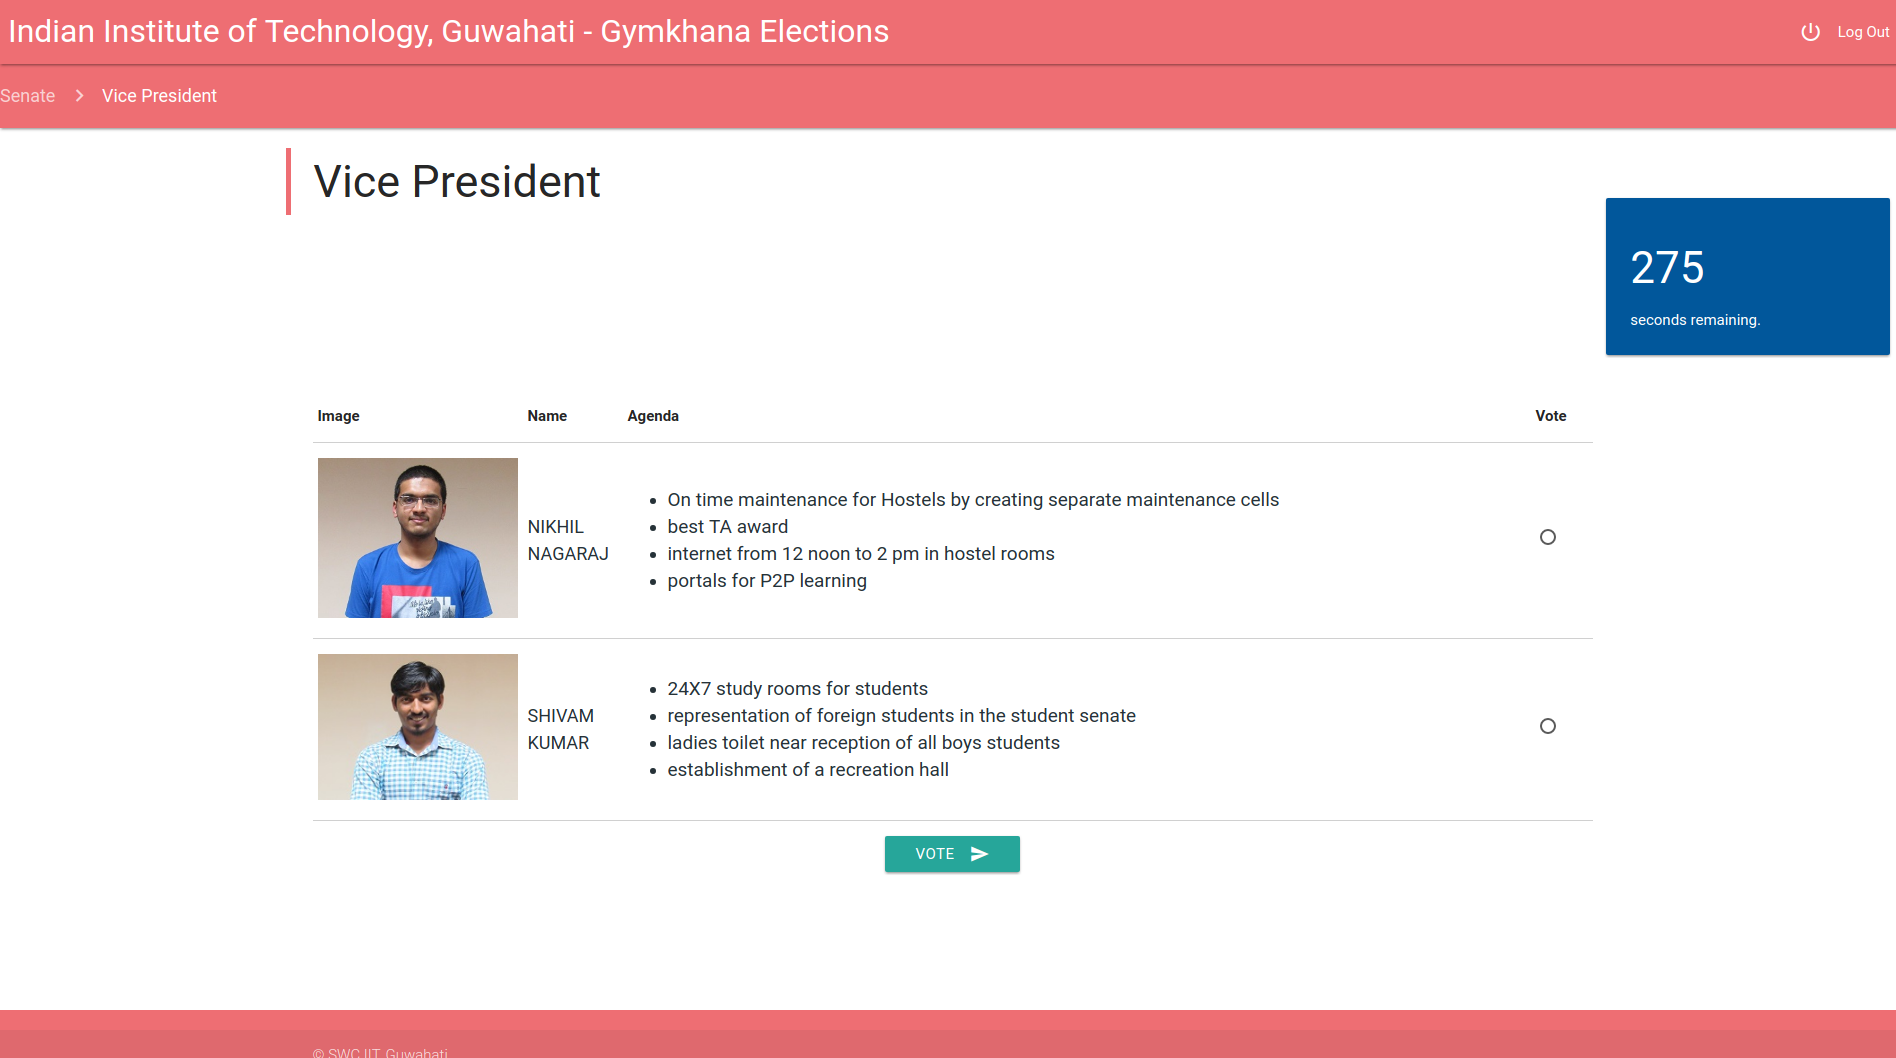 Indian Institute of Technology, Guwahati - Gymkhana Elections
Log Out
Senate
Vice President
Vice President
275
seconds remaining.
Image Name Agenda Vote
NIKHIL
NAGARAJ
On time maintenance for Hostels by creating separate maintenance cells
best TA award
internet from 12 noon to 2 pm in hostel rooms
portals for P2P learning
SHIVAM
KUMAR
24X7 study rooms for students
representation of foreign students in the student senate
ladies toilet near reception of all boys students
establishment of a recreation hall
VOTE
© SWC IIT, Guwahati